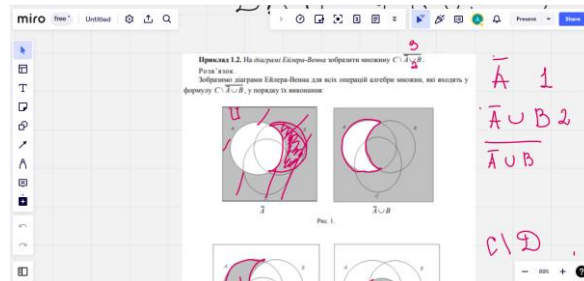 miro free Untitled Present Share
3
Приклад 1.2. На діаграмі Ейлера-Венна зобразити множину C \ A̅∪B.
2
Розв'язок.
Зобразимо діаграми Ейлера-Венна для всіх операцій алгебри множин, які входять у
формулу C \ A̅∪B, у порядку їх виконання:
U
A̅
A̅∪B
Рис. 1.
A B
A̅ 1
A̅ ∪ B 2
A̅ ∪ B
C \ D